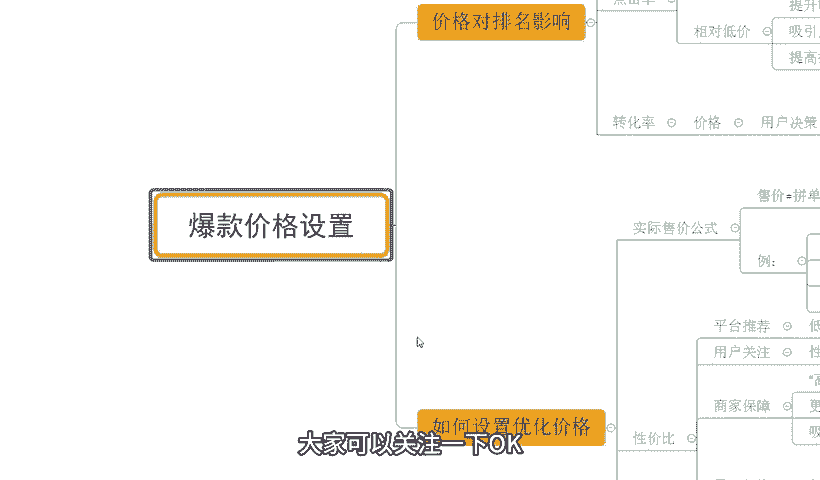 价格对排名影响
点击率
提升
相对低价
吸引
提高
转化率
价格
用户决策
爆款价格设置
售价=拼单
实际售价公式
例：
平台推荐
低
用户关注
性
商家保障
更
吸
如何设置优化价格
性价比
大家可以关注一下OK